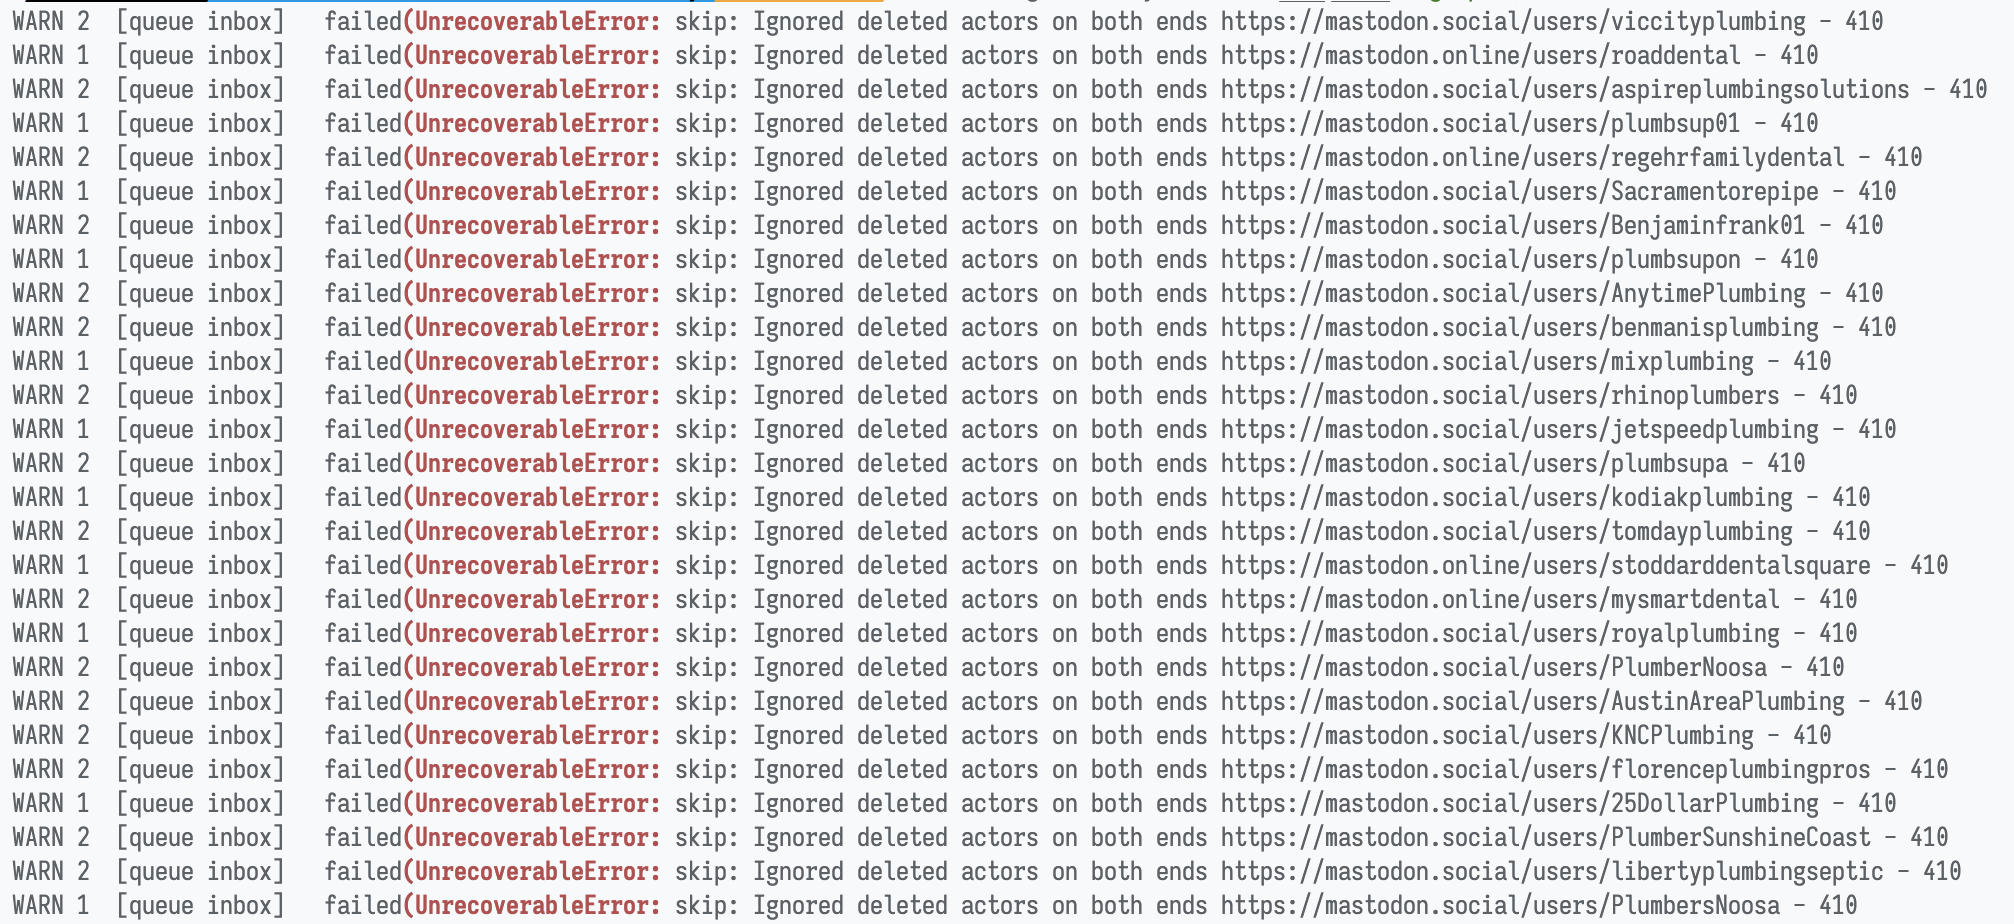 WARN 2  [queue inbox]   failed(UnrecoverableError: skip: Ignored deleted actors on both ends https://mastodon.social/users/viccityplumbing - 410
WARN 1  [queue inbox]   failed(UnrecoverableError: skip: Ignored deleted actors on both ends https://mastodon.online/users/roaddental - 410
WARN 2  [queue inbox]   failed(UnrecoverableError: skip: Ignored deleted actors on both ends https://mastodon.social/users/aspireplumbingsolutions - 410
WARN 1  [queue inbox]   failed(UnrecoverableError: skip: Ignored deleted actors on both ends https://mastodon.social/users/plumbsup01 - 410
WARN 2  [queue inbox]   failed(UnrecoverableError: skip: Ignored deleted actors on both ends https://mastodon.online/users/regehrfamilydental - 410
WARN 1  [queue inbox]   failed(UnrecoverableError: skip: Ignored deleted actors on both ends https://mastodon.social/users/Sacramentorepipe - 410
WARN 2  [queue inbox]   failed(UnrecoverableError: skip: Ignored deleted actors on both ends https://mastodon.social/users/Benjaminfrank01 - 410
WARN 1  [queue inbox]   failed(UnrecoverableError: skip: Ignored deleted actors on both ends https://mastodon.social/users/plumbsupon - 410
WARN 2  [queue inbox]   failed(UnrecoverableError: skip: Ignored deleted actors on both ends https://mastodon.social/users/AnytimePlumbing - 410
WARN 2  [queue inbox]   failed(UnrecoverableError: skip: Ignored deleted actors on both ends https://mastodon.social/users/benmanisplumbing - 410
WARN 1  [queue inbox]   failed(UnrecoverableError: skip: Ignored deleted actors on both ends https://mastodon.social/users/mixplumbing - 410
WARN 2  [queue inbox]   failed(UnrecoverableError: skip: Ignored deleted actors on both ends https://mastodon.social/users/rhinoplumbers - 410
WARN 1  [queue inbox]   failed(UnrecoverableError: skip: Ignored deleted actors on both ends https://mastodon.social/users/jetspeedplumbing - 410
WARN 2  [queue inbox]   failed(UnrecoverableError: skip: Ignored deleted actors on both ends https://mastodon.social/users/plumbsupa - 410
WARN 1  [queue inbox]   failed(UnrecoverableError: skip: Ignored deleted actors on both ends https://mastodon.social/users/kodiakplumbing - 410
WARN 2  [queue inbox]   failed(UnrecoverableError: skip: Ignored deleted actors on both ends https://mastodon.social/users/tomdayplumbing - 410
WARN 1  [queue inbox]   failed(UnrecoverableError: skip: Ignored deleted actors on both ends https://mastodon.online/users/stoddarddentalsquare - 410
WARN 2  [queue inbox]   failed(UnrecoverableError: skip: Ignored deleted actors on both ends https://mastodon.online/users/mysmartdental - 410
WARN 1  [queue inbox]   failed(UnrecoverableError: skip: Ignored deleted actors on both ends https://mastodon.social/users/royalplumbing - 410
WARN 2  [queue inbox]   failed(UnrecoverableError: skip: Ignored deleted actors on both ends https://mastodon.social/users/PlumberNoosa - 410
WARN 2  [queue inbox]   failed(UnrecoverableError: skip: Ignored deleted actors on both ends https://mastodon.social/users/AustinAreaPlumbing - 410
WARN 2  [queue inbox]   failed(UnrecoverableError: skip: Ignored deleted actors on both ends https://mastodon.social/users/KNCPlumbing - 410
WARN 2  [queue inbox]   failed(UnrecoverableError: skip: Ignored deleted actors on both ends https://mastodon.social/users/florenceplumbingpros - 410
WARN 1  [queue inbox]   failed(UnrecoverableError: skip: Ignored deleted actors on both ends https://mastodon.social/users/25DollarPlumbing - 410
WARN 2  [queue inbox]   failed(UnrecoverableError: skip: Ignored deleted actors on both ends https://mastodon.social/users/PlumberSunshineCoast - 410
WARN 2  [queue inbox]   failed(UnrecoverableError: skip: Ignored deleted actors on both ends https://mastodon.social/users/libertyplumbingseptic - 410
WARN 1  [queue inbox]   failed(UnrecoverableError: skip: Ignored deleted actors on both ends https://mastodon.social/users/PlumbersNoosa - 410